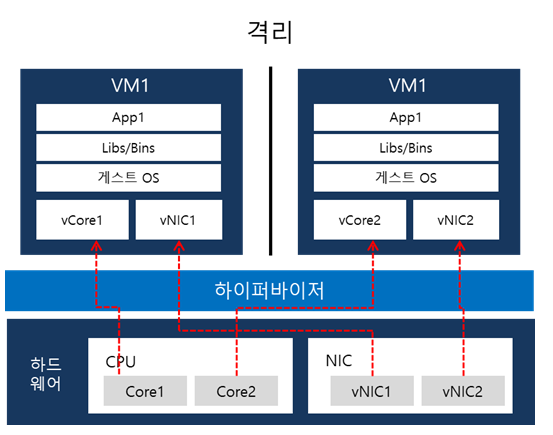 격리
VM1
App1
Libs/Bins
게스트 OS
vCore1
vNIC1
VM1
App1
Libs/Bins
게스트 OS
vCore2
vNIC2
하이퍼바이저
하드
웨어
CPU
Core1
Core2
NIC
vNIC1
vNIC2